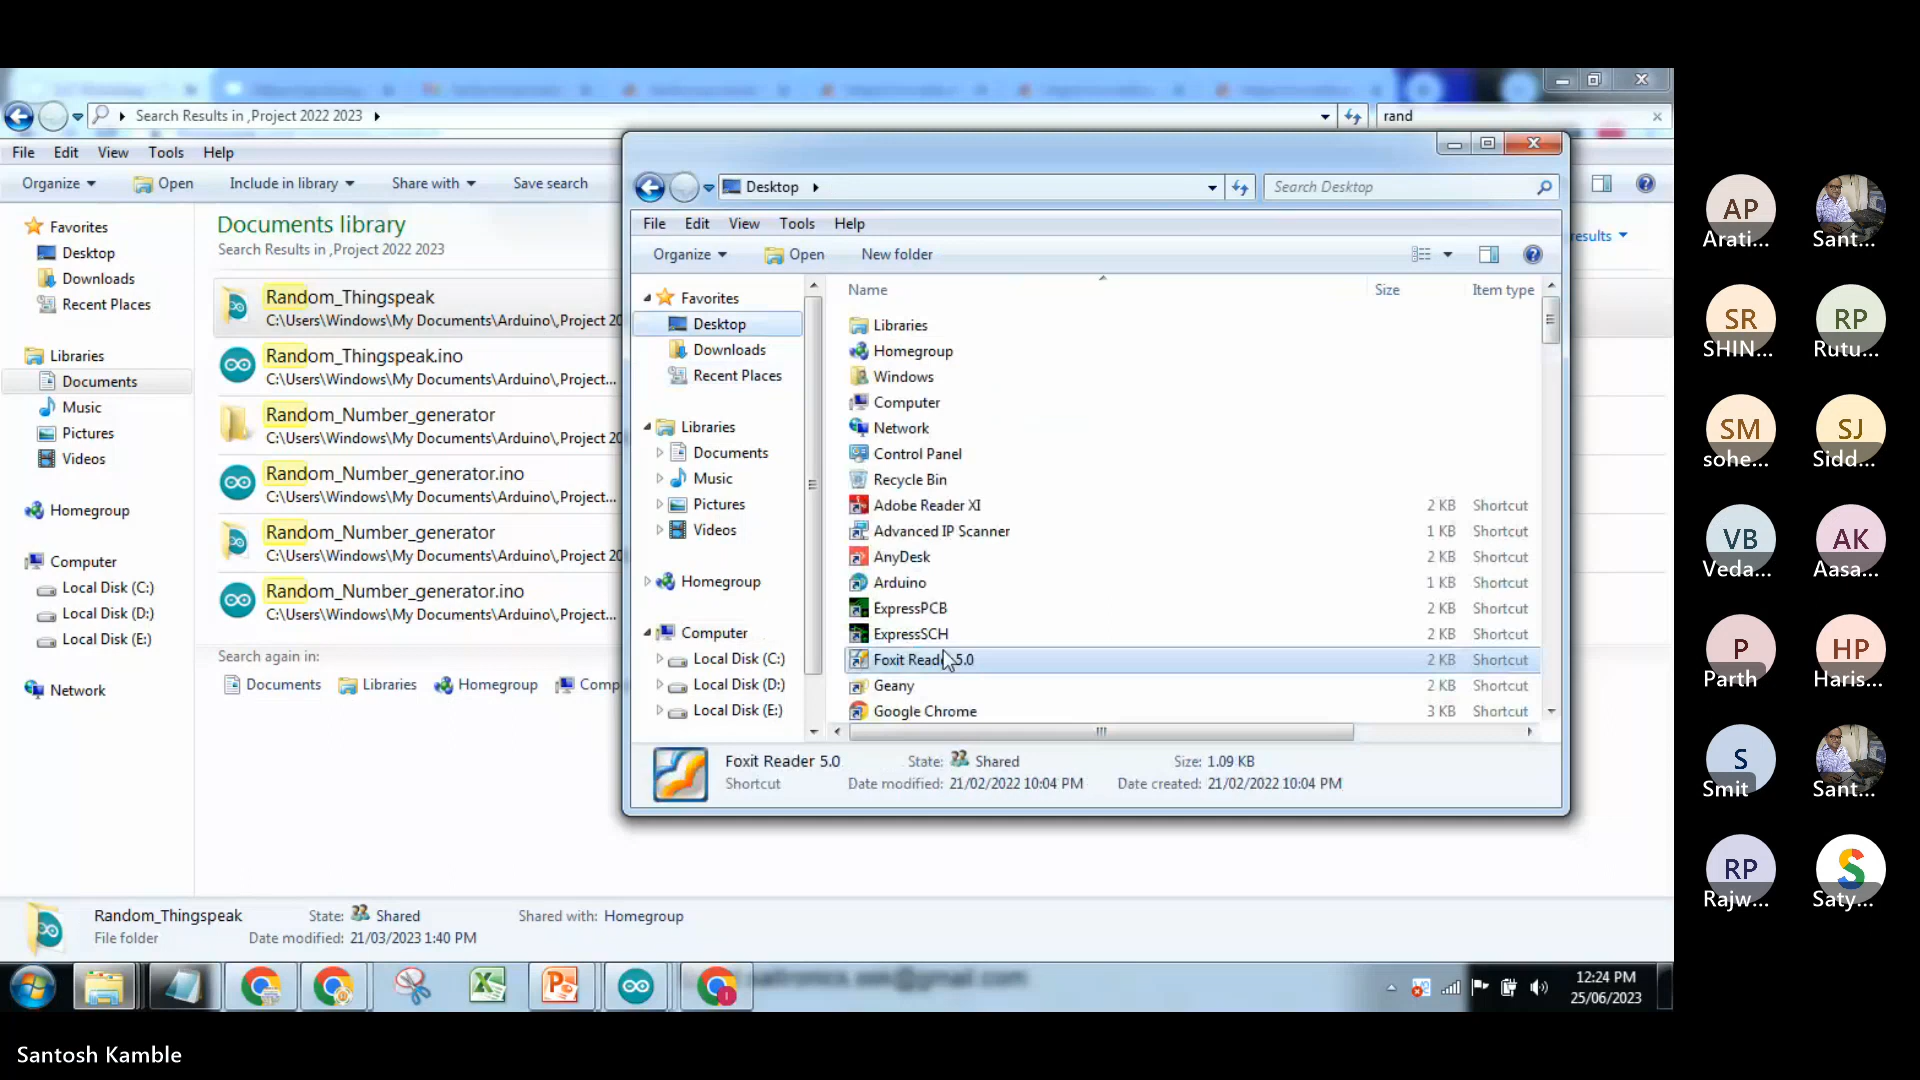 Search Results in ,Project 2022 2023
rand
File Edit View Tools Help
Organize Open Include in library Share with Save search
results
Favorites
Desktop
Downloads
Recent Places
Libraries
Documents
Music
Pictures
Videos
Homegroup
Computer
Local Disk (C:)
Local Disk (D:)
Local Disk (E:)
Network
Documents library
Search Results in ,Project 2022 2023
Random_Thingspeak
C:\Users\Windows\My Documents\Arduino\,Project 20
Random_Thingspeak.ino
C:\Users\Windows\My Documents\Arduino\,Project...
Random_Number_generator
C:\Users\Windows\My Documents\Arduino\,Project 20
Random_Number_generator.ino
C:\Users\Windows\My Documents\Arduino\,Project...
Random_Number_generator
C:\Users\Windows\My Documents\Arduino\,Project 20
Random_Number_generator.ino
C:\Users\Windows\My Documents\Arduino\,Project...
Search again in:
Documents Libraries Homegroup Comp
Desktop
Search Desktop
File Edit View Tools Help
Organize Open New folder
Favorites
Desktop
Downloads
Recent Places
Libraries
Documents
Music
Pictures
Videos
Homegroup
Computer
Local Disk (C:)
Local Disk (D:)
Local Disk (E:)
Name Size Item type
Libraries
Homegroup
Windows
Computer
Network
Control Panel
Recycle Bin
Adobe Reader XI 2 KB Shortcut
Advanced IP Scanner 1 KB Shortcut
AnyDesk 2 KB Shortcut
Arduino 1 KB Shortcut
ExpressPCB 2 KB Shortcut
ExpressSCH 2 KB Shortcut
Foxit Reader 5.0 2 KB Shortcut
Geany 2 KB Shortcut
Google Chrome 3 KB Shortcut
Foxit Reader 5.0 State: Shared Size: 1.09 KB
Shortcut Date modified: 21/02/2022 10:04 PM Date created: 21/02/2022 10:04 PM
Random_Thingspeak State: Shared Shared with: Homegroup
File folder Date modified: 21/03/2023 1:40 PM
12:24 PM
25/06/2023
AP
Arati...
Sant...
SR
SHIN...
RP
Rutu...
SM
sohe...
SJ
Sidd...
VB
Veda...
AK
Aasa...
P
Parth
HP
Haris...
S
Smit
Sant...
RP
Rajw...
Saty...
Santosh Kamble